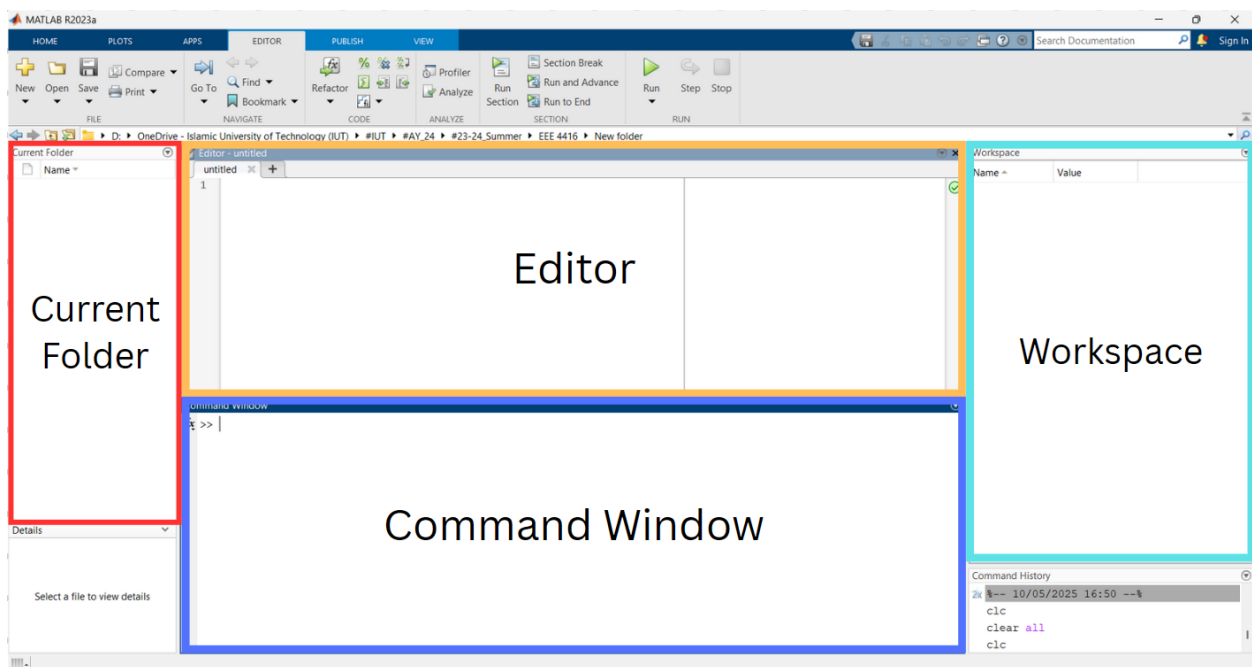 MATLAB R2023a
HOME PLOTS APPS EDITOR PUBLISH VIEW
Search Documentation
Sign In
New Open Save
Compare
Print
FILE
Go To
Find
Bookmark
NAVIGATE
Refactor
CODE
Profiler
Analyze
ANALYZE
Run Section
Section Break
Run and Advance
Run to End
SECTION
Run Step Stop
RUN
D: OneDrive - Islamic University of Technology (IUT) #IUT #AY_24 #23-24_Summer EEE 4416 New folder
Current Folder
Name
Current
Folder
Details
Select a file to view details
Editor - untitled
untitled
1
Editor
Command Window
>>
Command Window
Workspace
Name Value
Workspace
Command History
%-- 10/05/2025 16:50 --%
clc
clear all
clc